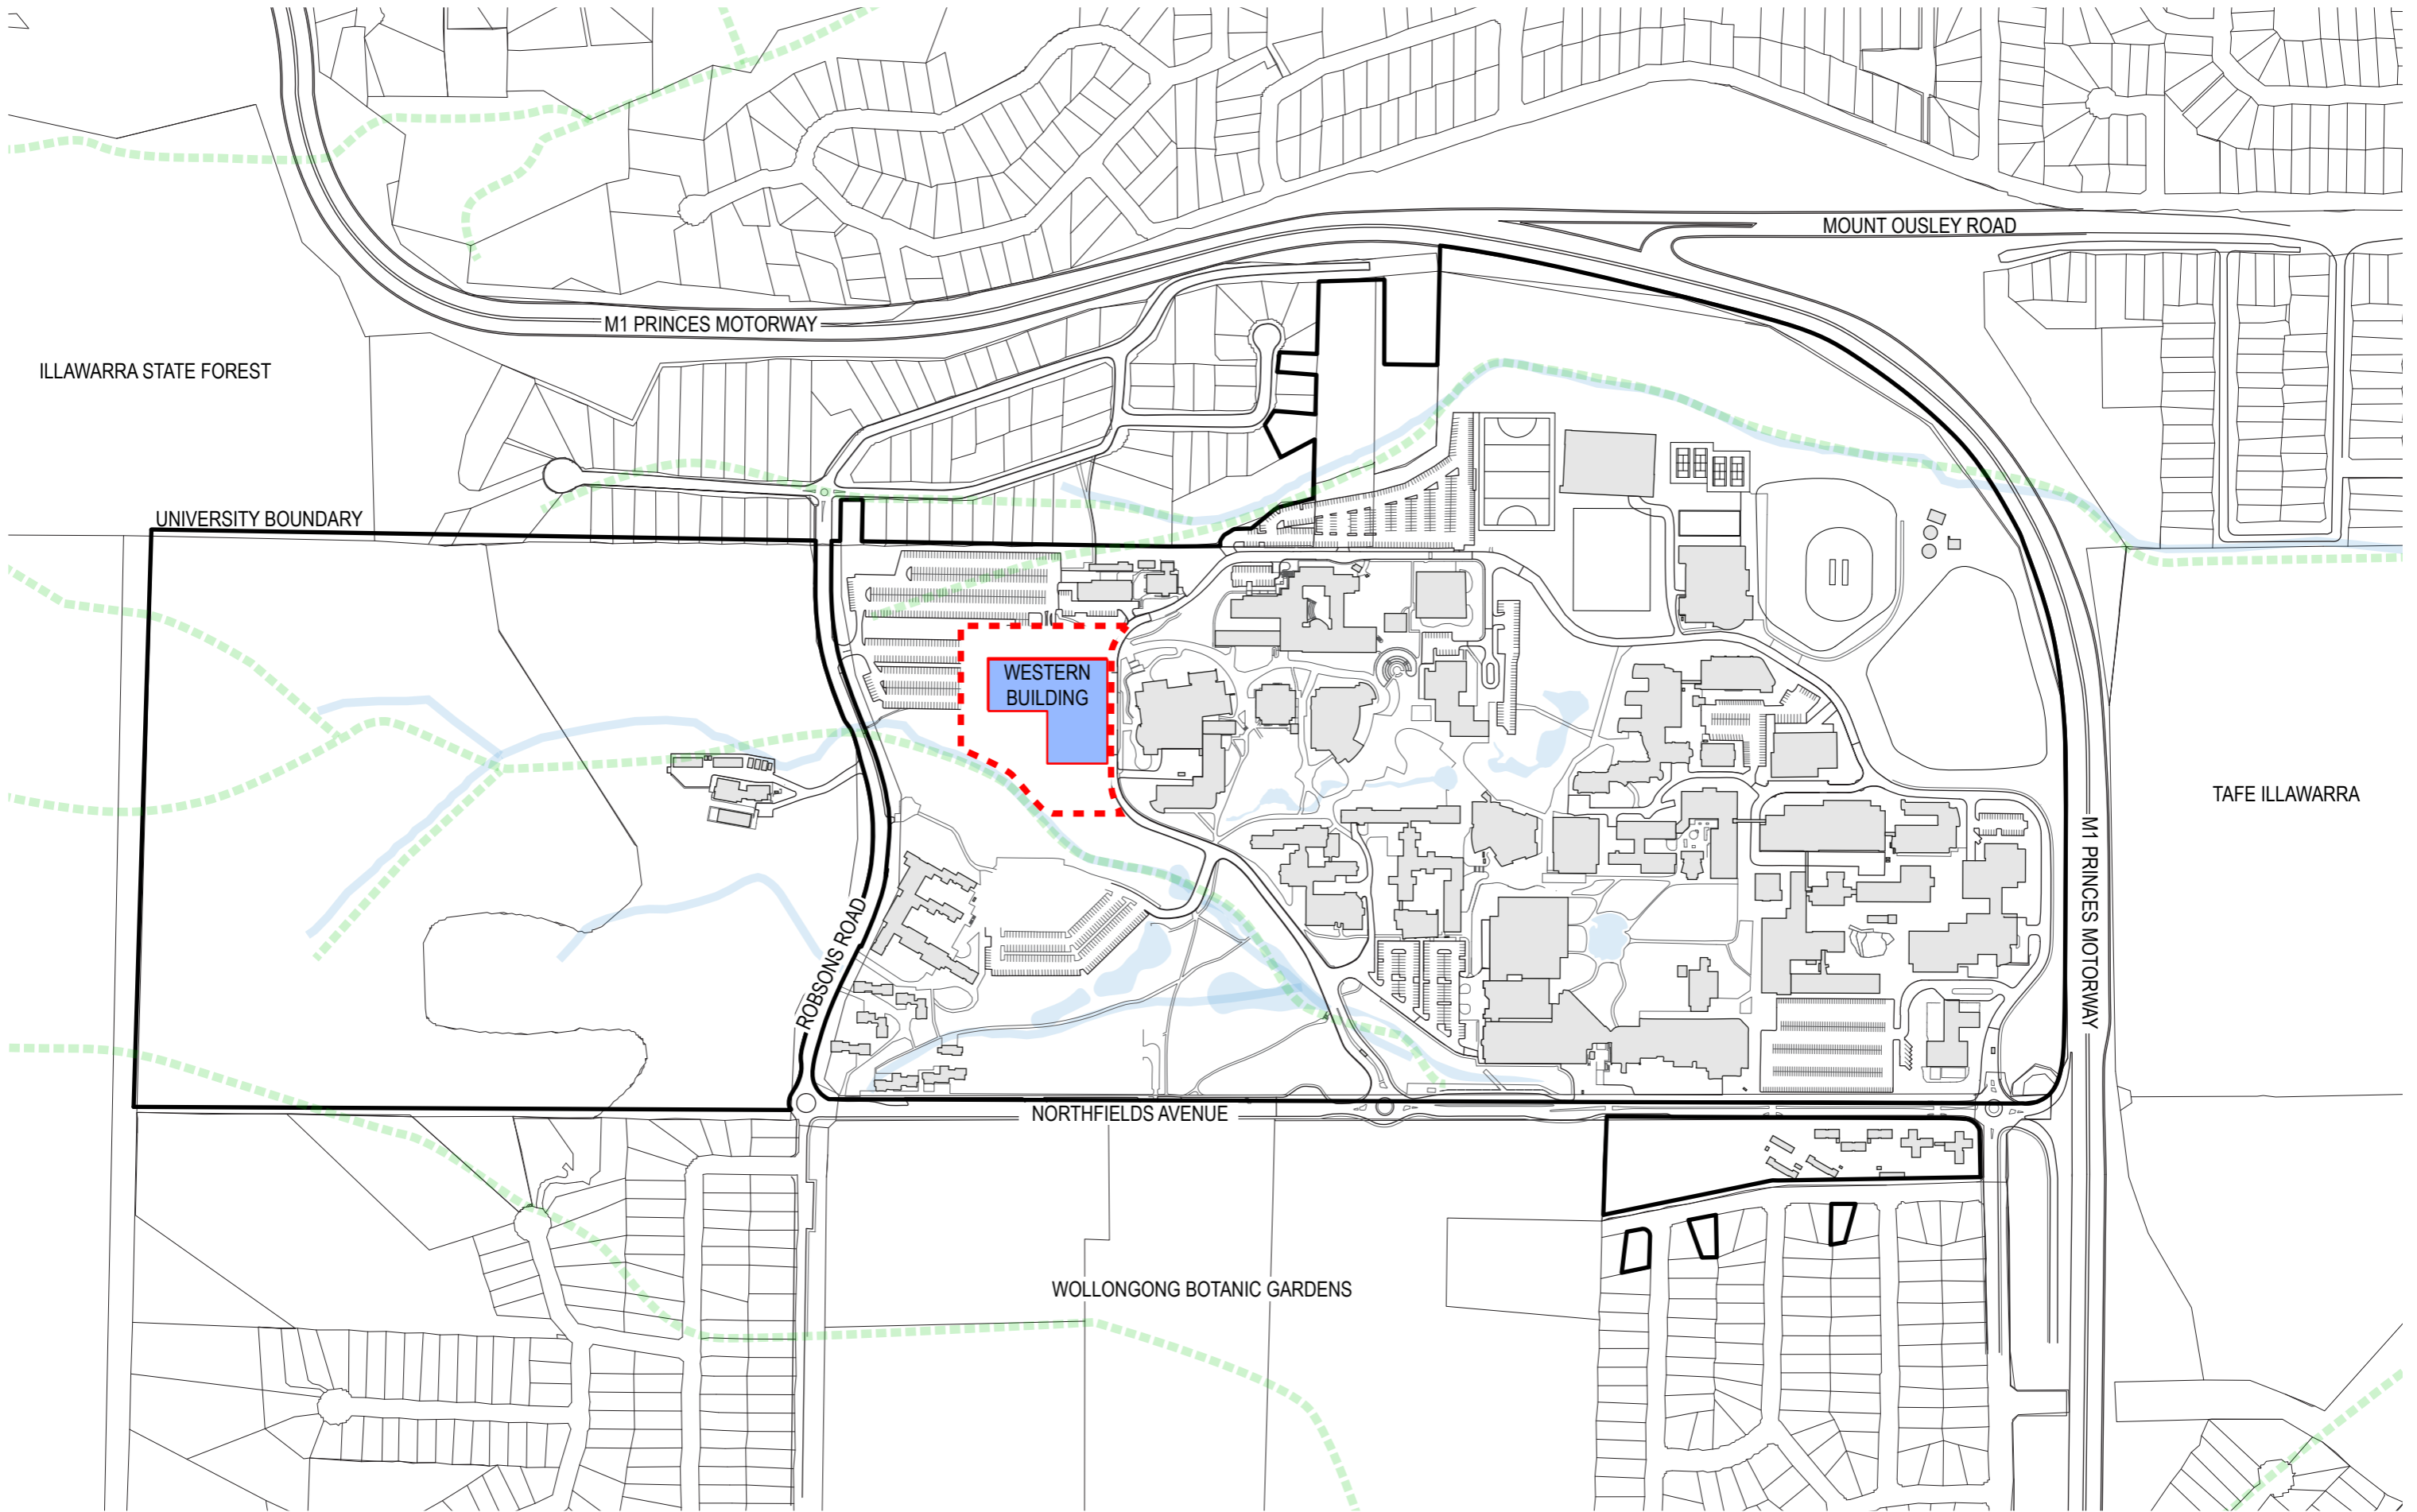 MOUNT OUSLEY ROAD
M1 PRINCES MOTORWAY
ILLAWARRA STATE FOREST
UNIVERSITY BOUNDARY
WESTERN
BUILDING
TAFE ILLAWARRA
M1 PRINCES MOTORWAY
ROBSONS ROAD
NORTHFIELDS AVENUE
WOLLONGONG BOTANIC GARDENS